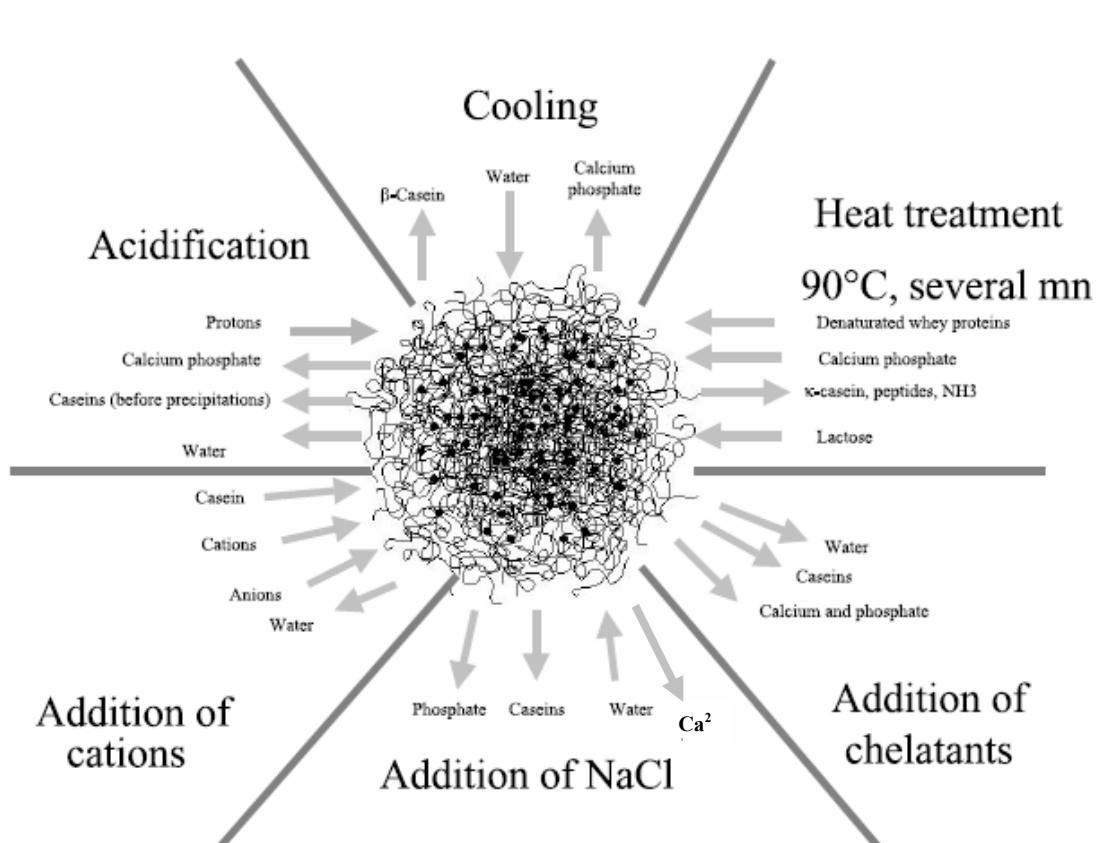 Cooling
β-Casein
Water
Calcium
phosphate
Heat treatment
90°C, several mn
Denaturated whey proteins
Calcium phosphate
κ-casein, peptides, NH3
Lactose
Acidification
Protons
Calcium phosphate
Caseins (before precipitations)
Water
Casein
Cations
Anions
Water
Addition of
cations
Phosphate
Caseins
Water
Ca²
Addition of NaCl
Water
Caseins
Calcium and phosphate
Addition of
chelatants